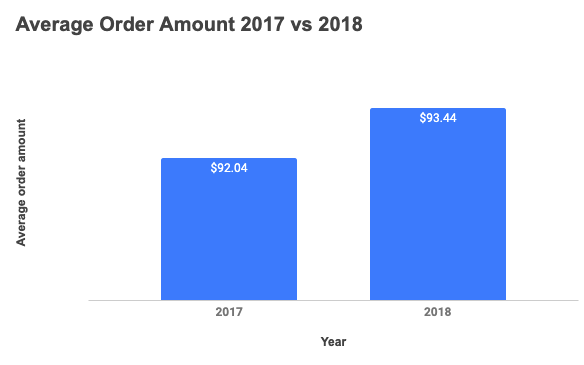 Average Order Amount 2017 vs 2018
Average order amount
$92.04
$93.44
2017
2018
Year